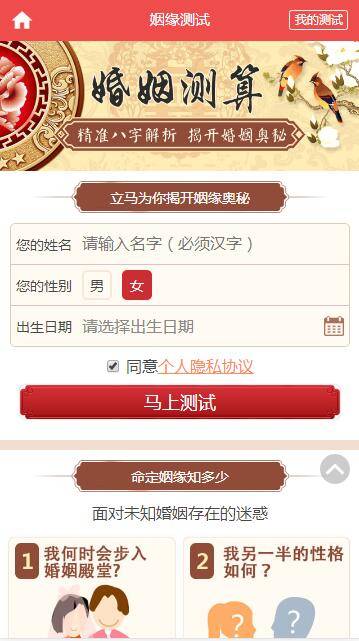 姻缘测试
我的测试
婚姻测算
精准八字解析 揭开婚姻奥秘
立马为你揭开姻缘奥秘
您的姓名 请输入名字（必须汉字）
您的性别 男 女
出生日期 请选择出生日期
同意个人隐私协议
马上测试
命定姻缘知多少
面对未知婚姻存在的迷惑
1 我何时会步入
婚姻殿堂?
2 我另一半的性格
如何？
? ?